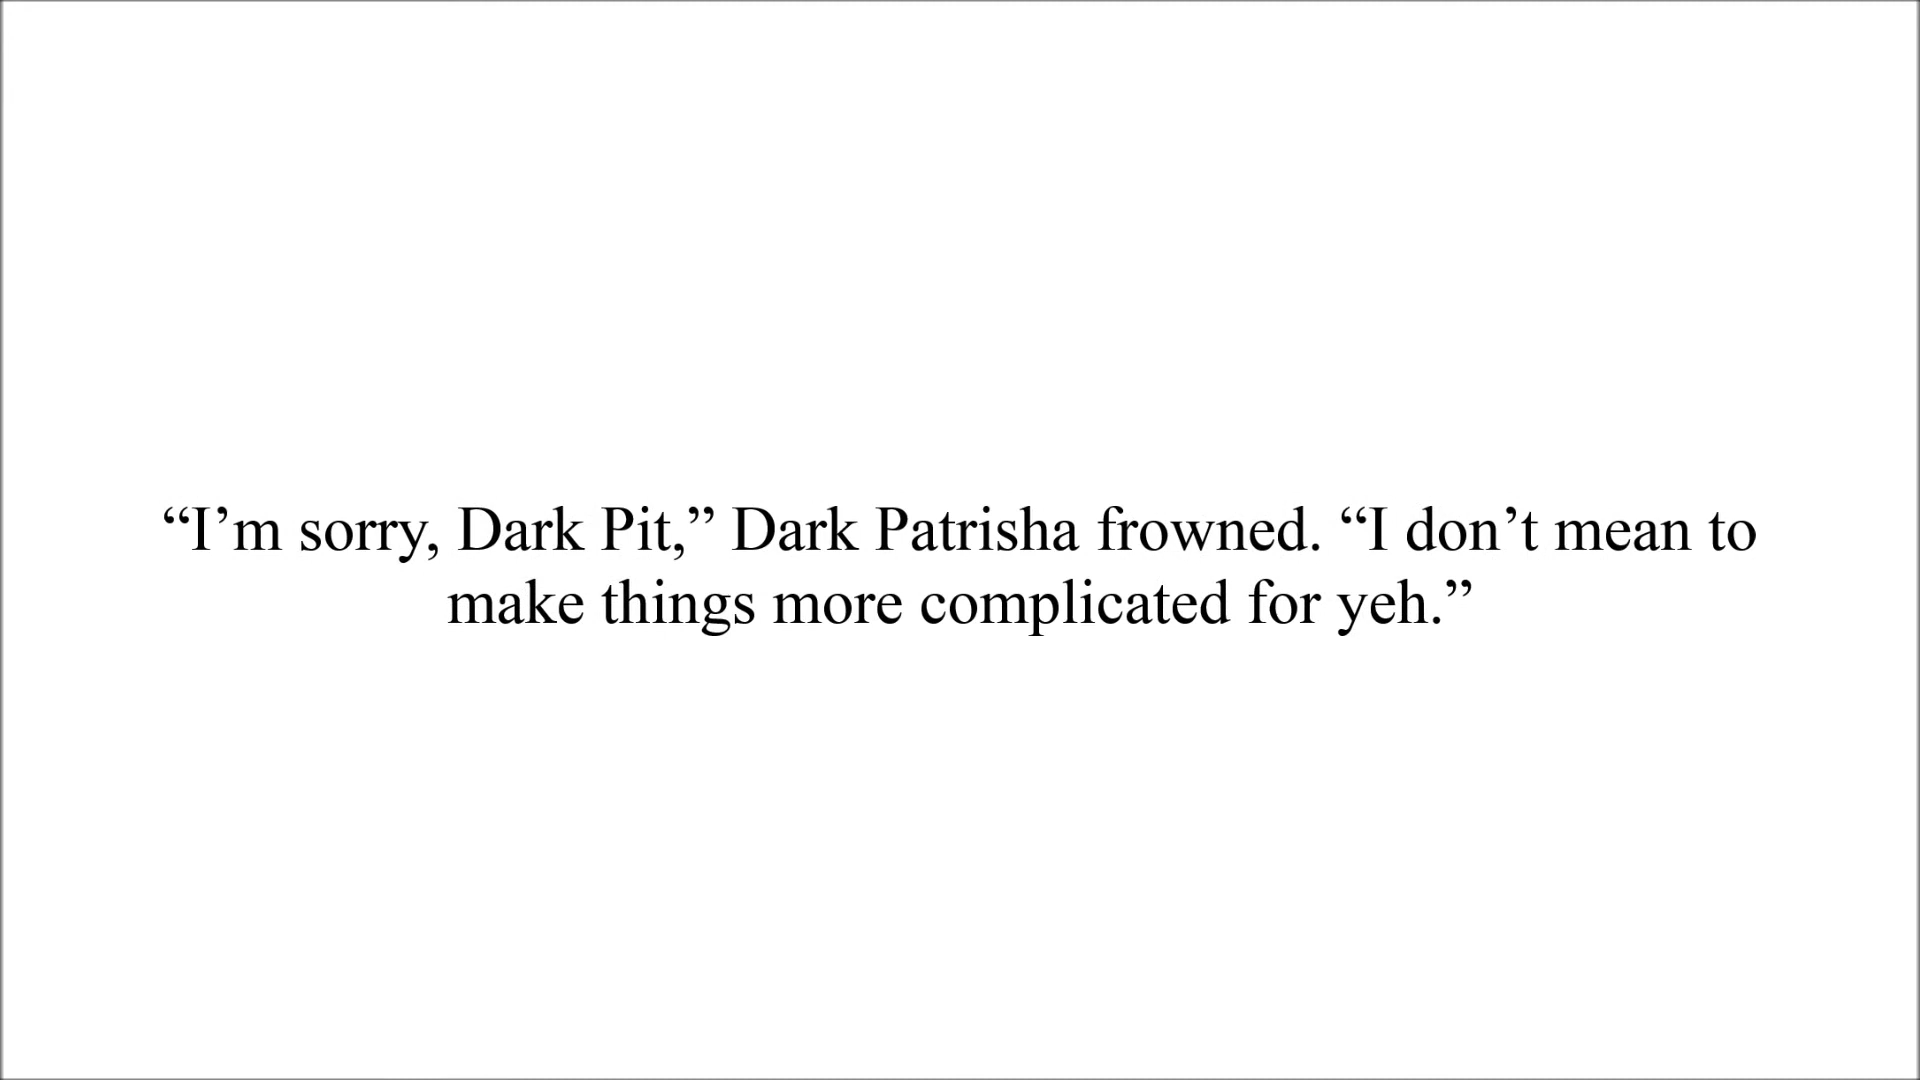 “I’m sorry, Dark Pit,” Dark Patrisha frowned. “I don’t mean to
make things more complicated for yeh.”